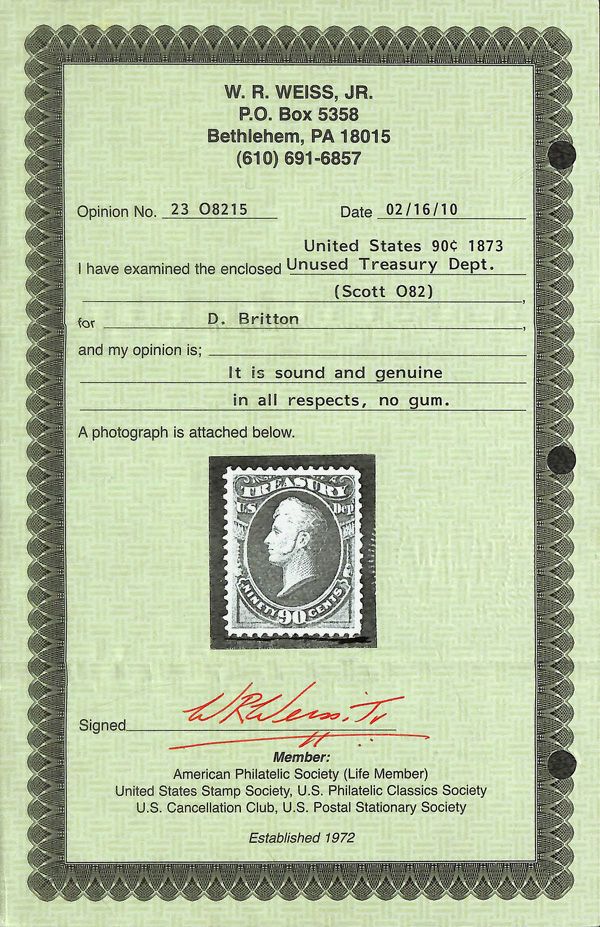 W. R. WEISS, JR.
P.O. Box 5358
Bethlehem, PA 18015
(610) 691-6857
Opinion No. 23 O8215 Date 02/16/10
United States 90¢ 1873
I have examined the enclosed Unused Treasury Dept.
(Scott O82) ,
for D. Britton ,
and my opinion is;
It is sound and genuine
in all respects, no gum.
A photograph is attached below.
TREASURY
U.S. Dep
NINETY 90 CENTS
Signed W R Weiss, Jr
Member:
American Philatelic Society (Life Member)
United States Stamp Society, U.S. Philatelic Classics Society
U.S. Cancellation Club, U.S. Postal Stationary Society
Established 1972